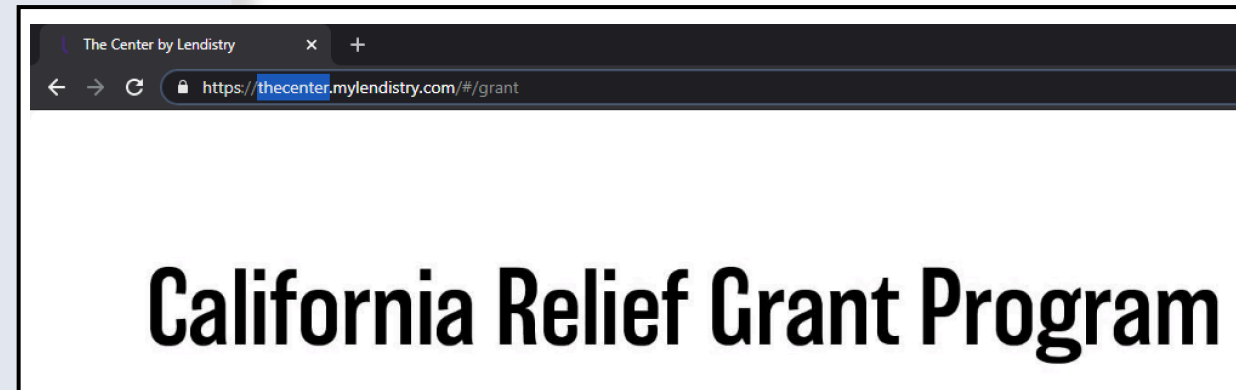 The Center by Lendistry
https://thecenter.mylendistry.com/#/grant
California Relief Grant Program